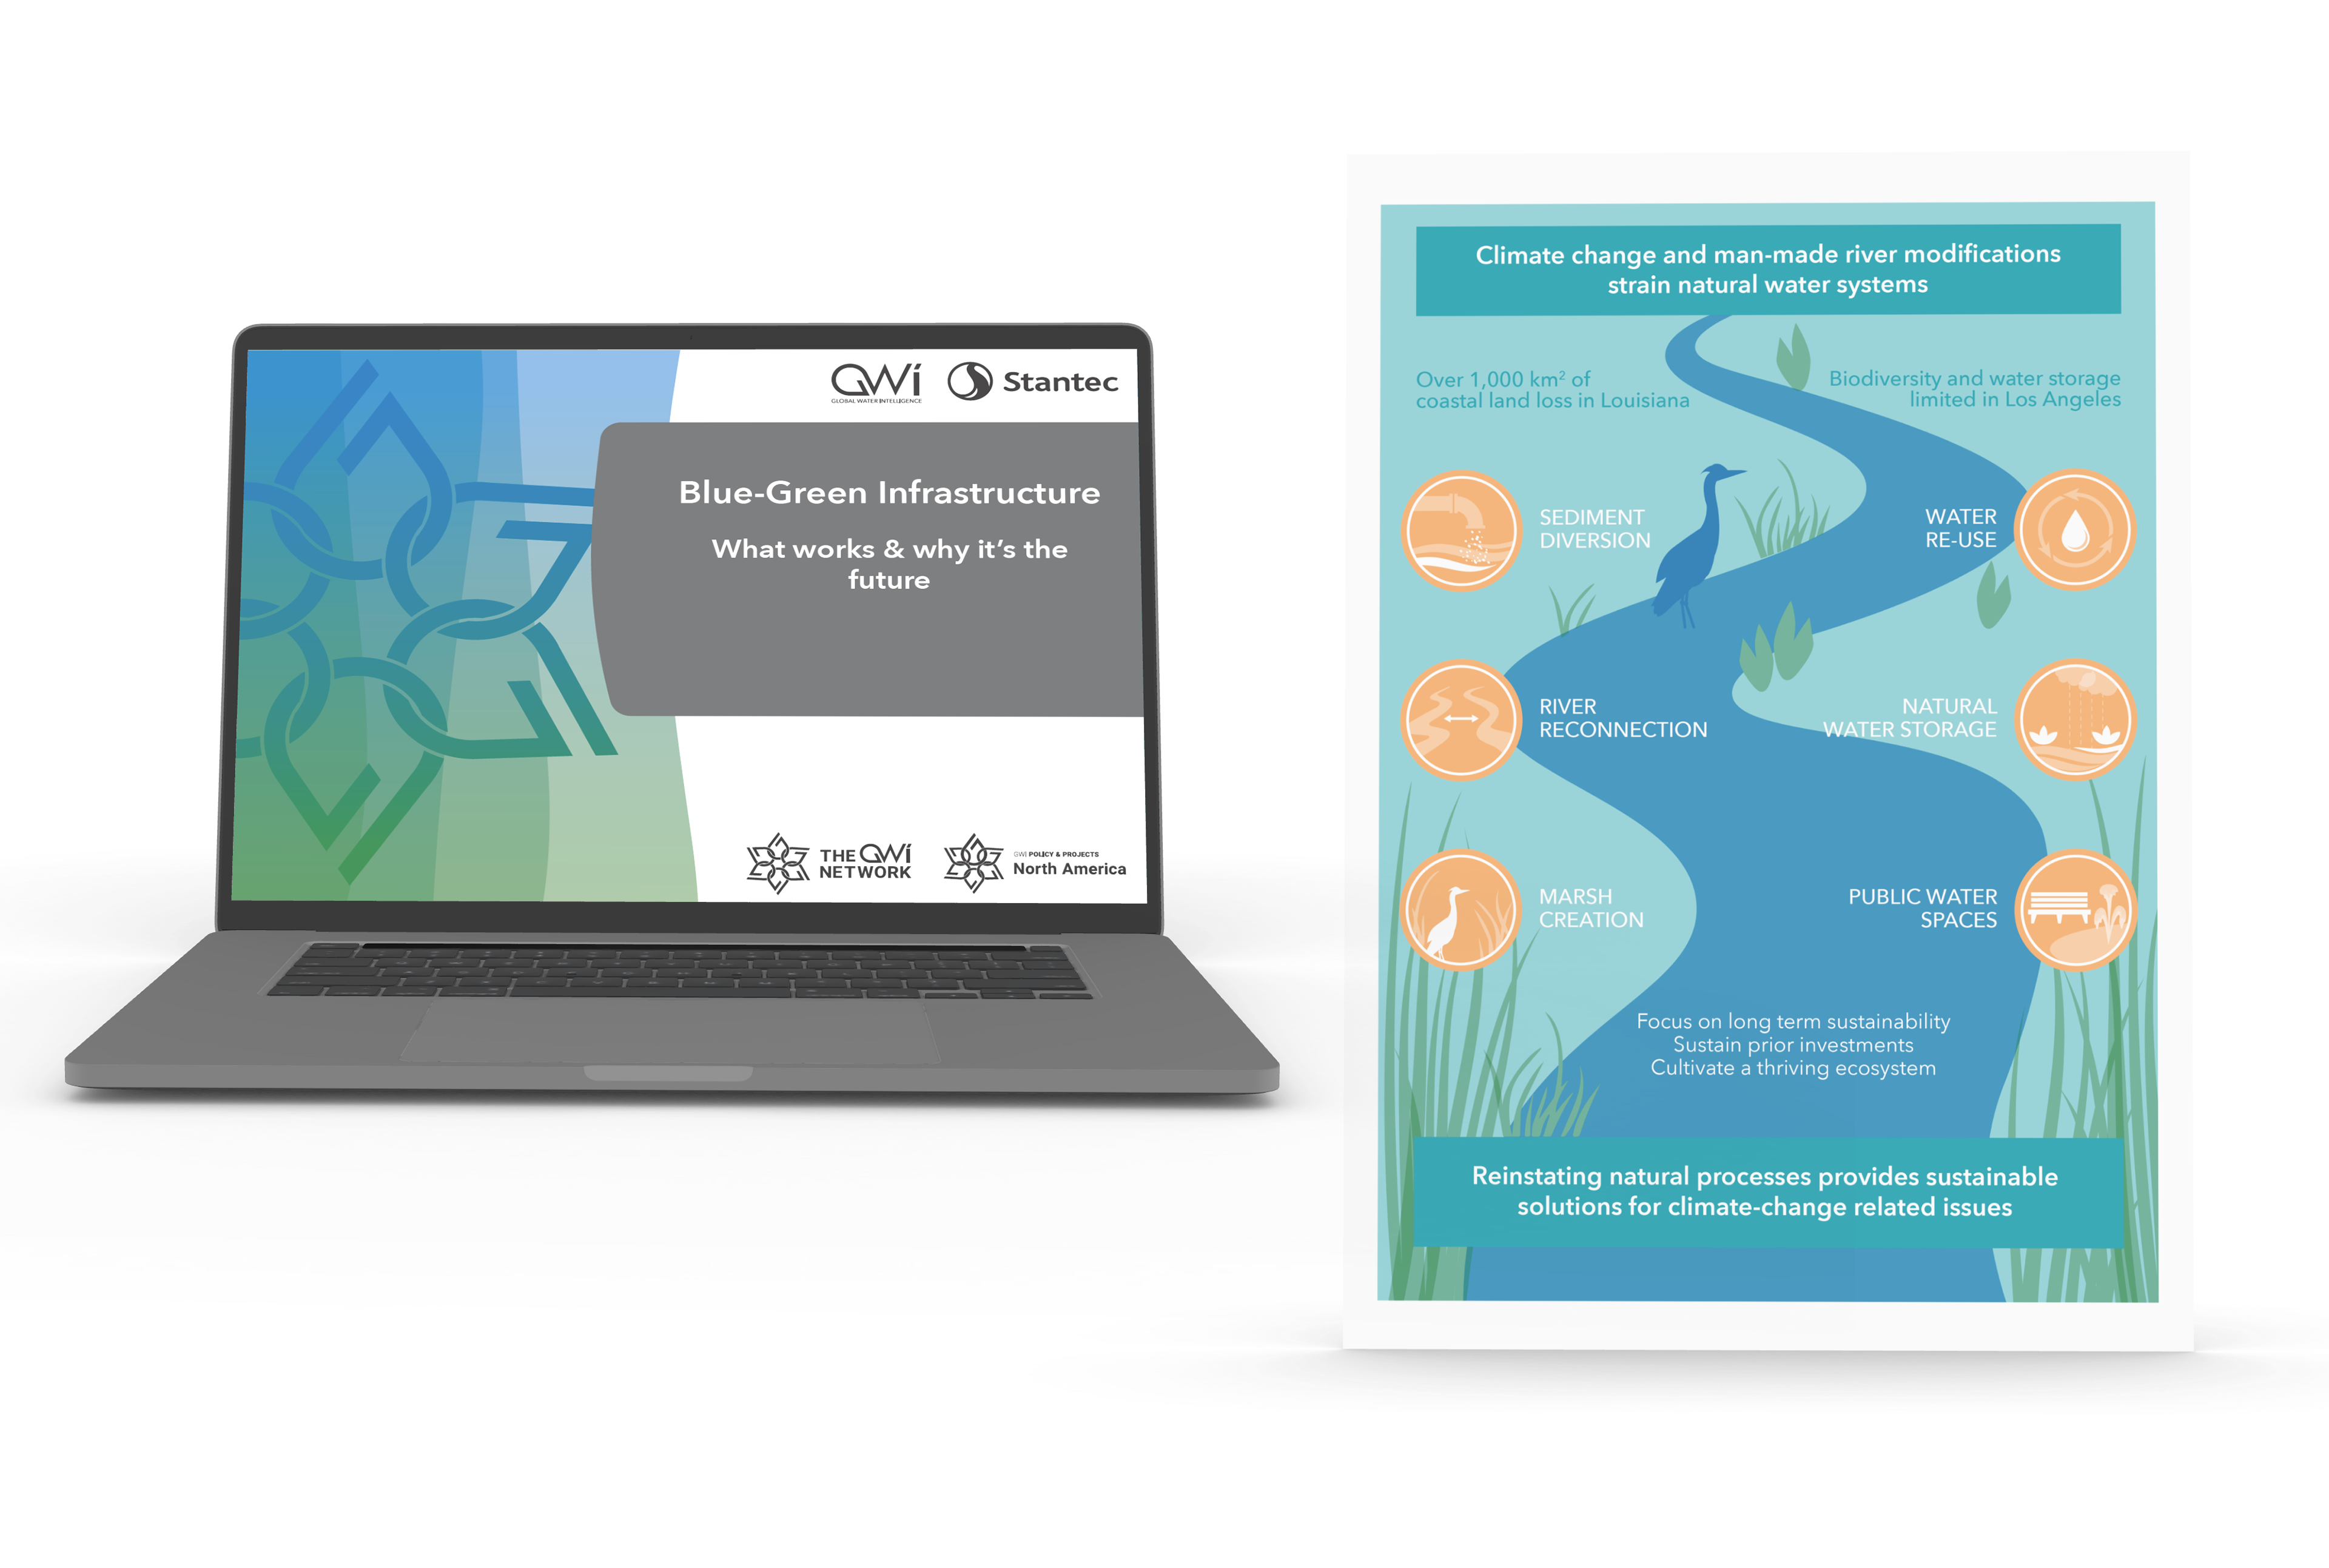 GWI
GLOBAL WATER INTELLIGENCE
Stantec
Blue-Green Infrastructure
What works & why it's the
future
THE GWI
NETWORK
GWI POLICY & PROJECTS
North America
Climate change and man-made river modifications
strain natural water systems
Over 1,000 km² of
coastal land loss in Louisiana
Biodiversity and water storage
limited in Los Angeles
SEDIMENT
DIVERSION
WATER
RE-USE
RIVER
RECONNECTION
NATURAL
WATER STORAGE
MARSH
CREATION
PUBLIC WATER
SPACES
Focus on long term sustainability
Sustain prior investments
Cultivate a thriving ecosystem
Reinstating natural processes provides sustainable
solutions for climate-change related issues